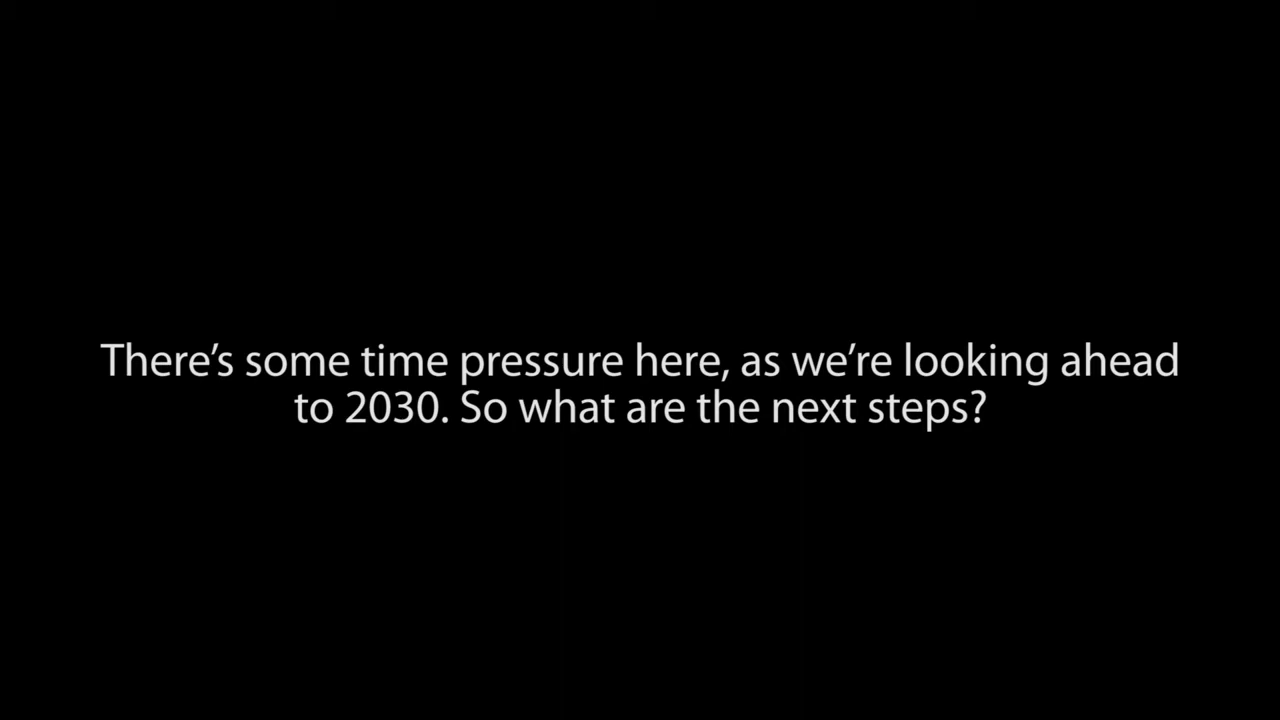 There’s some time pressure here, as we’re looking ahead
to 2030. So what are the next steps?